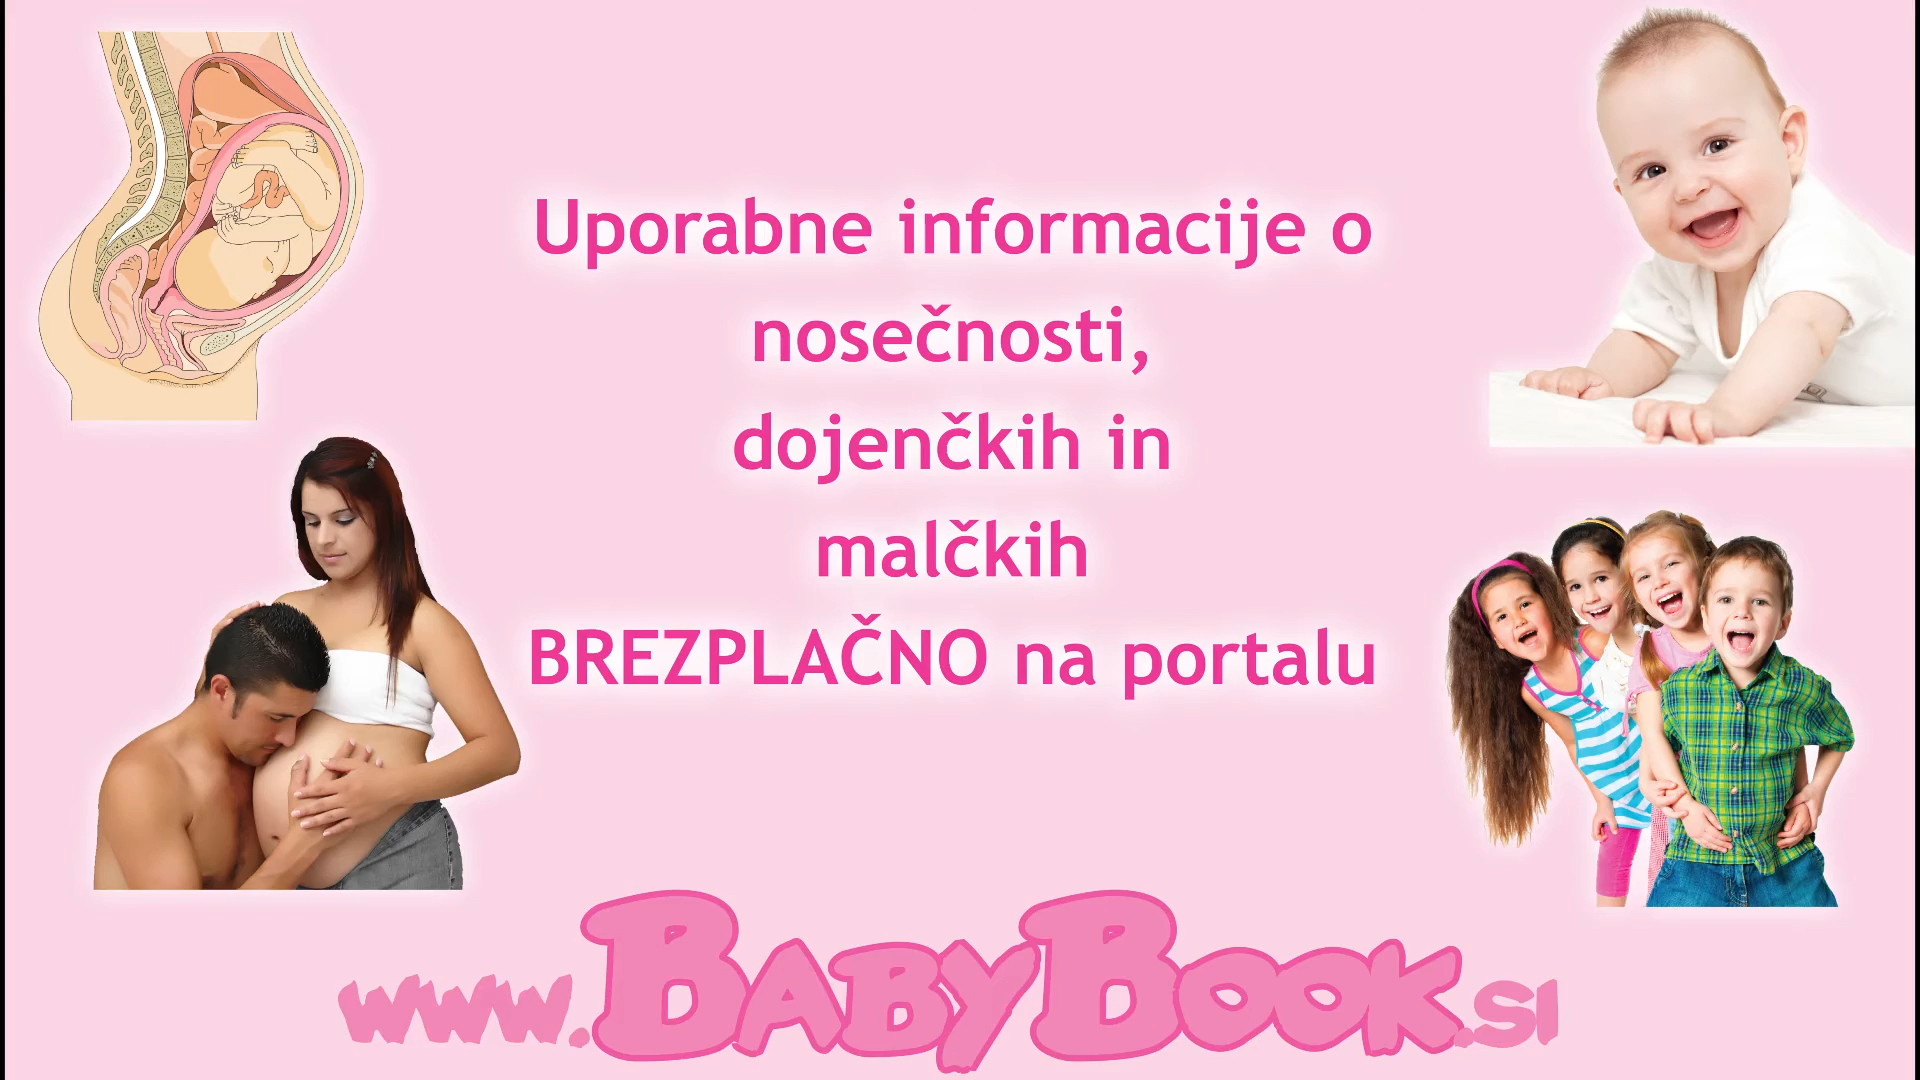 Uporabne informacije o
nosečnosti,
dojenčkih in
malčkih
BREZPLAČNO na portalu
www.BabyBook.si